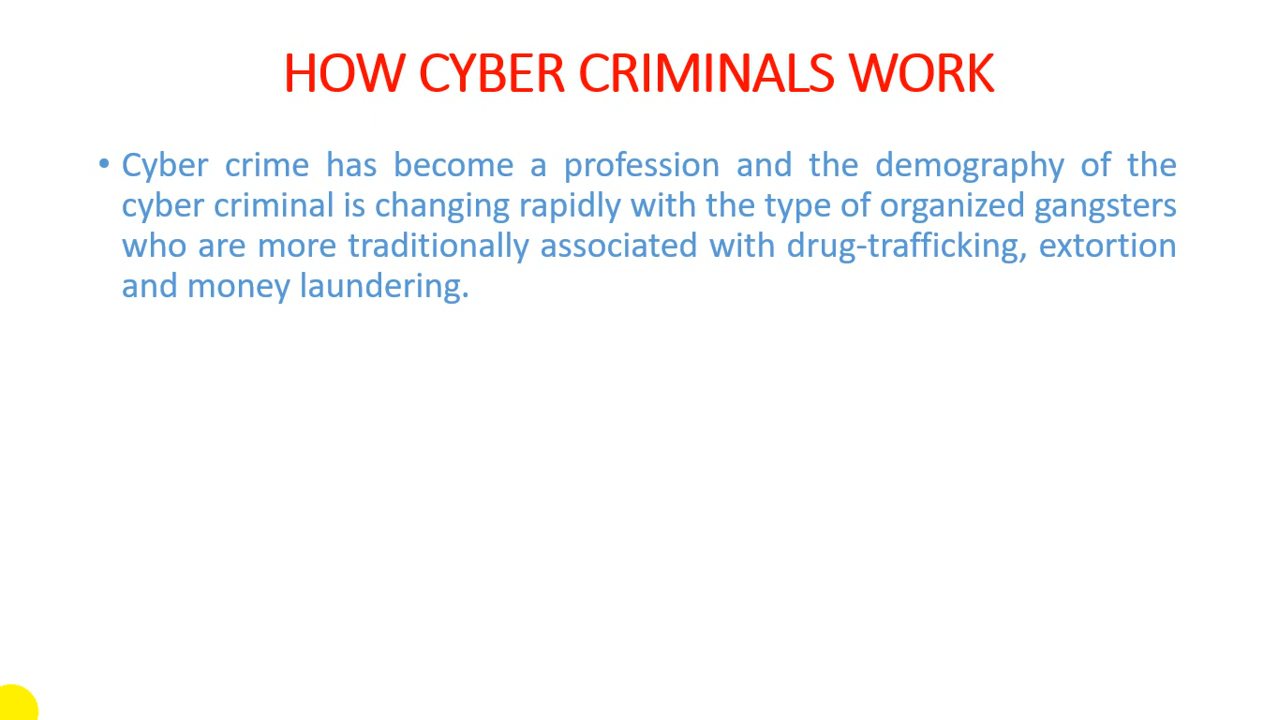 HOW CYBER CRIMINALS WORK
• Cyber crime has become a profession and the demography of the
cyber criminal is changing rapidly with the type of organized gangsters
who are more traditionally associated with drug-trafficking, extortion
and money laundering.